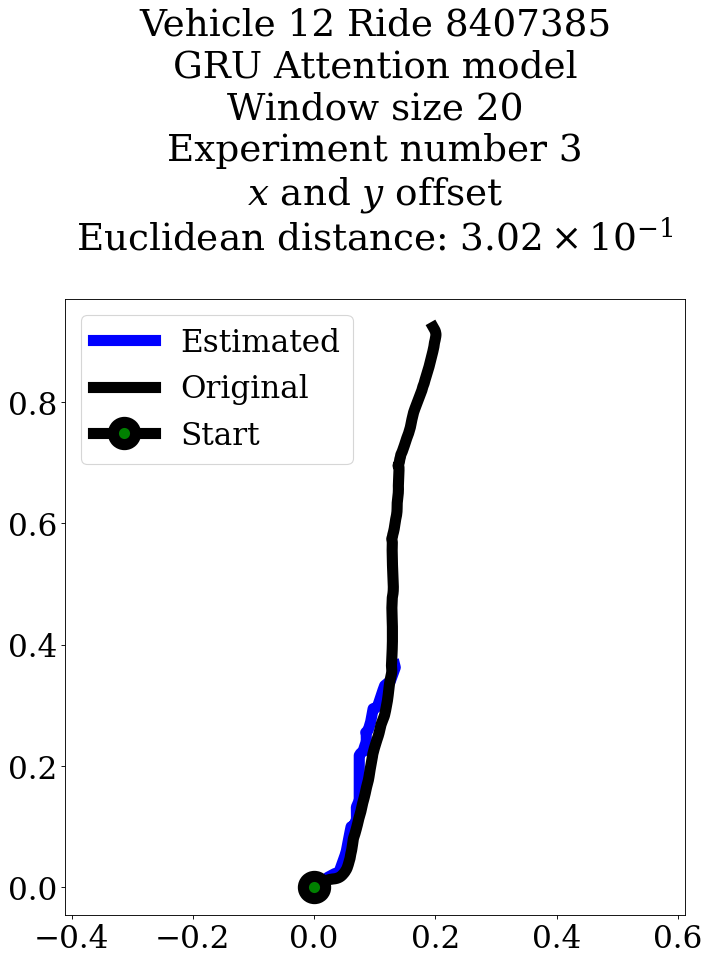 Vehicle 12 Ride 8407385
GRU Attention model
Window size 20
Experiment number 3
x and y offset
Euclidean distance: 3.02 × 10⁻¹
Estimated
Original
Start
0.8
0.6
0.4
0.2
0.0
−0.4 −0.2 0.0 0.2 0.4 0.6